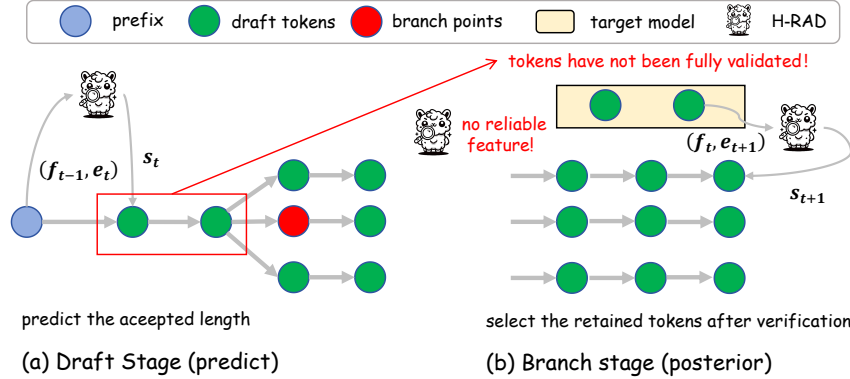 prefix
draft tokens
branch points
target model
H-RAD
tokens have not been fully validated!
no reliable
feature!
(f_{t-1}, e_t)
s_t
(f_t, e_{t+1})
s_{t+1}
predict the aceepted length
select the retained tokens after verification
(a) Draft Stage (predict)
(b) Branch stage (posterior)